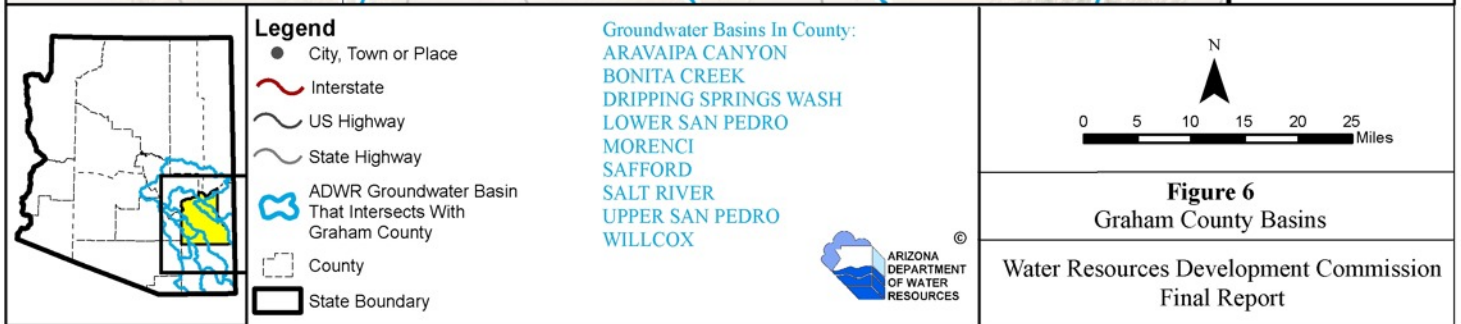 Legend
City, Town or Place
Interstate
US Highway
State Highway
ADWR Groundwater Basin
That Intersects With
Graham County
County
State Boundary
Groundwater Basins In County:
ARAVAIPA CANYON
BONITA CREEK
DRIPPING SPRINGS WASH
LOWER SAN PEDRO
MORENCI
SAFFORD
SALT RIVER
UPPER SAN PEDRO
WILLCOX
©
ARIZONA
DEPARTMENT
OF WATER
RESOURCES
N
0 5 10 15 20 25
Miles
Figure 6
Graham County Basins
Water Resources Development Commission
Final Report